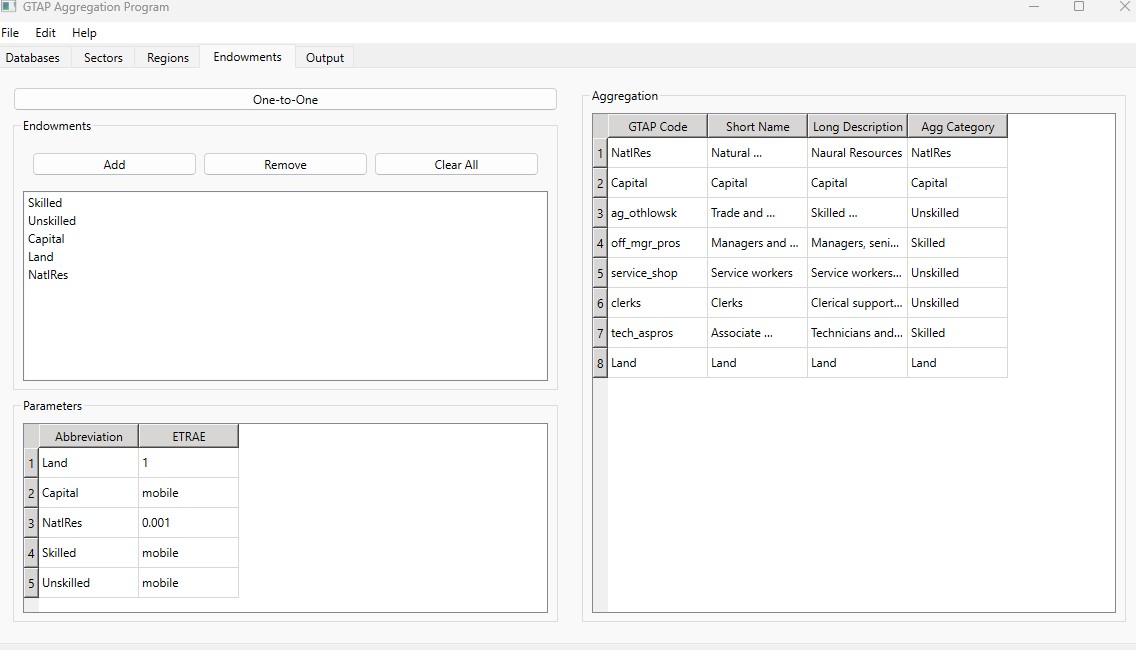 GTAP Aggregation Program
File Edit Help
Databases Sectors Regions Endowments Output
One-to-One
Endowments
Add Remove Clear All
Skilled
Unskilled
Capital
Land
NatlRes
Parameters
Abbreviation ETRAE
1 Land 1
2 Capital mobile
3 NatlRes 0.001
4 Skilled mobile
5 Unskilled mobile
Aggregation
GTAP Code Short Name Long Description Agg Category
1 NatlRes Natural ... Naural Resources NatlRes
2 Capital Capital Capital Capital
3 ag_othlowsk Trade and ... Skilled ... Unskilled
4 off_mgr_pros Managers and ... Managers, seni... Skilled
5 service_shop Service workers Service workers... Unskilled
6 clerks Clerks Clerical support... Unskilled
7 tech_aspros Associate ... Technicians and... Skilled
8 Land Land Land Land